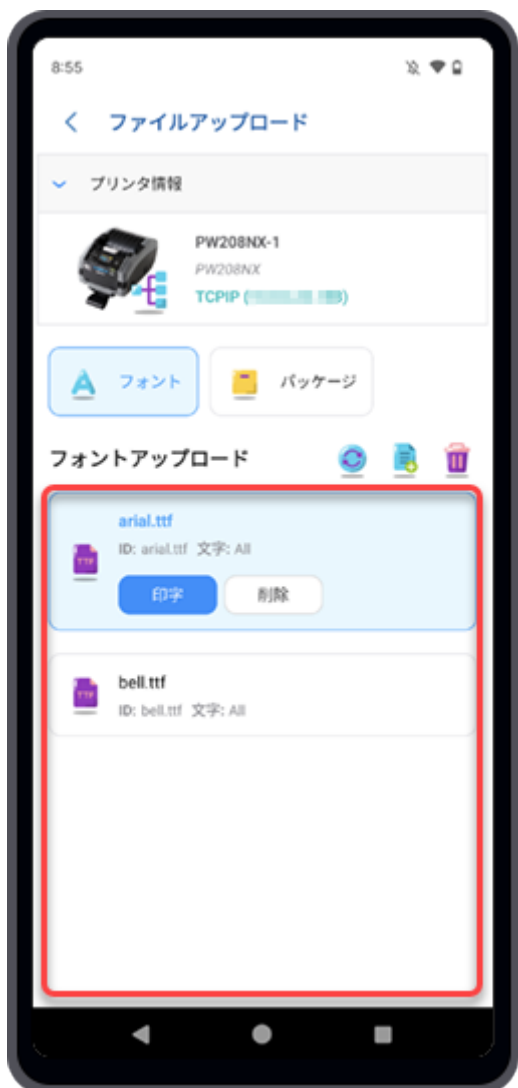 8:55
ファイルアップロード
プリンタ情報
PW208NX-1
PW208NX
TCPIP (
フォント
パッケージ
フォントアップロード
arial.ttf
TTF
ID: arial.ttf 文字: All
印字 削除
bell.ttf
TTF
ID: bell.ttf 文字: All